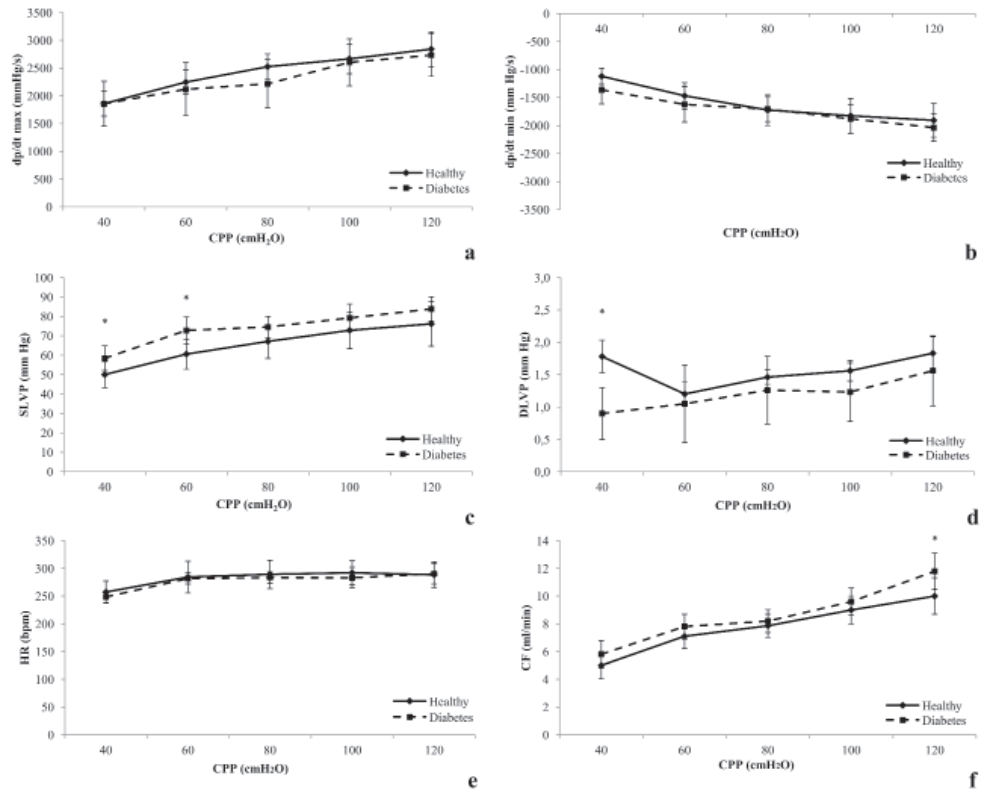 3500
3000
2500
2000
1500
1000
500
0
dp/dt max (mmHg/s)
Healthy
Diabetes
40 60 80 100 120
CPP (cmH2O)
a
0
-500
-1000
-1500
-2000
-2500
-3000
-3500
dp/dt min (mm Hg/s)
40 60 80 100 120
Healthy
Diabetes
CPP (cmH2O)
b
100
90
80
70
60
50
40
30
20
10
0
SLVP (mm Hg)
* *
Healthy
Diabetes
40 60 80 100 120
CPP (cmH2O)
c
3,0
2,5
2,0
1,5
1,0
0,5
0,0
DLVP (mm Hg)
*
Healthy
Diabetes
40 60 80 100 120
CPP (cmH2O)
d
350
300
250
200
150
100
50
0
HR (bpm)
Healthy
Diabetes
40 60 80 100 120
CPP (cmH2O)
e
14
12
10
8
6
4
2
0
CF (ml/min)
*
Healthy
Diabetes
40 60 80 100 120
CPP (cmH2O)
f